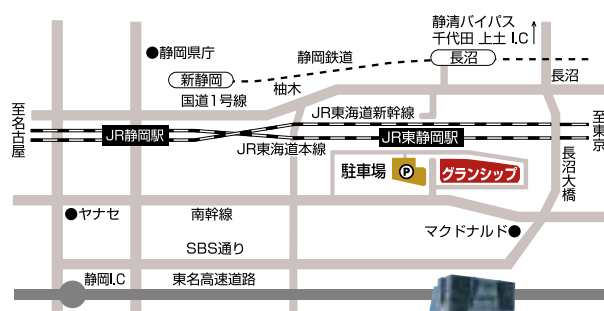 静清バイパス
千代田 上土 I.C
静岡県庁
静岡鉄道
長沼
新静岡
柚木
長沼
国道1号線
JR東海道新幹線
至名古屋
JR静岡駅
JR東静岡駅
至東京
JR東海道本線
長沼大橋
駐車場
P
グランシップ
ヤナセ
南幹線
マクドナルド
SBS通り
静岡I.C
東名高速道路